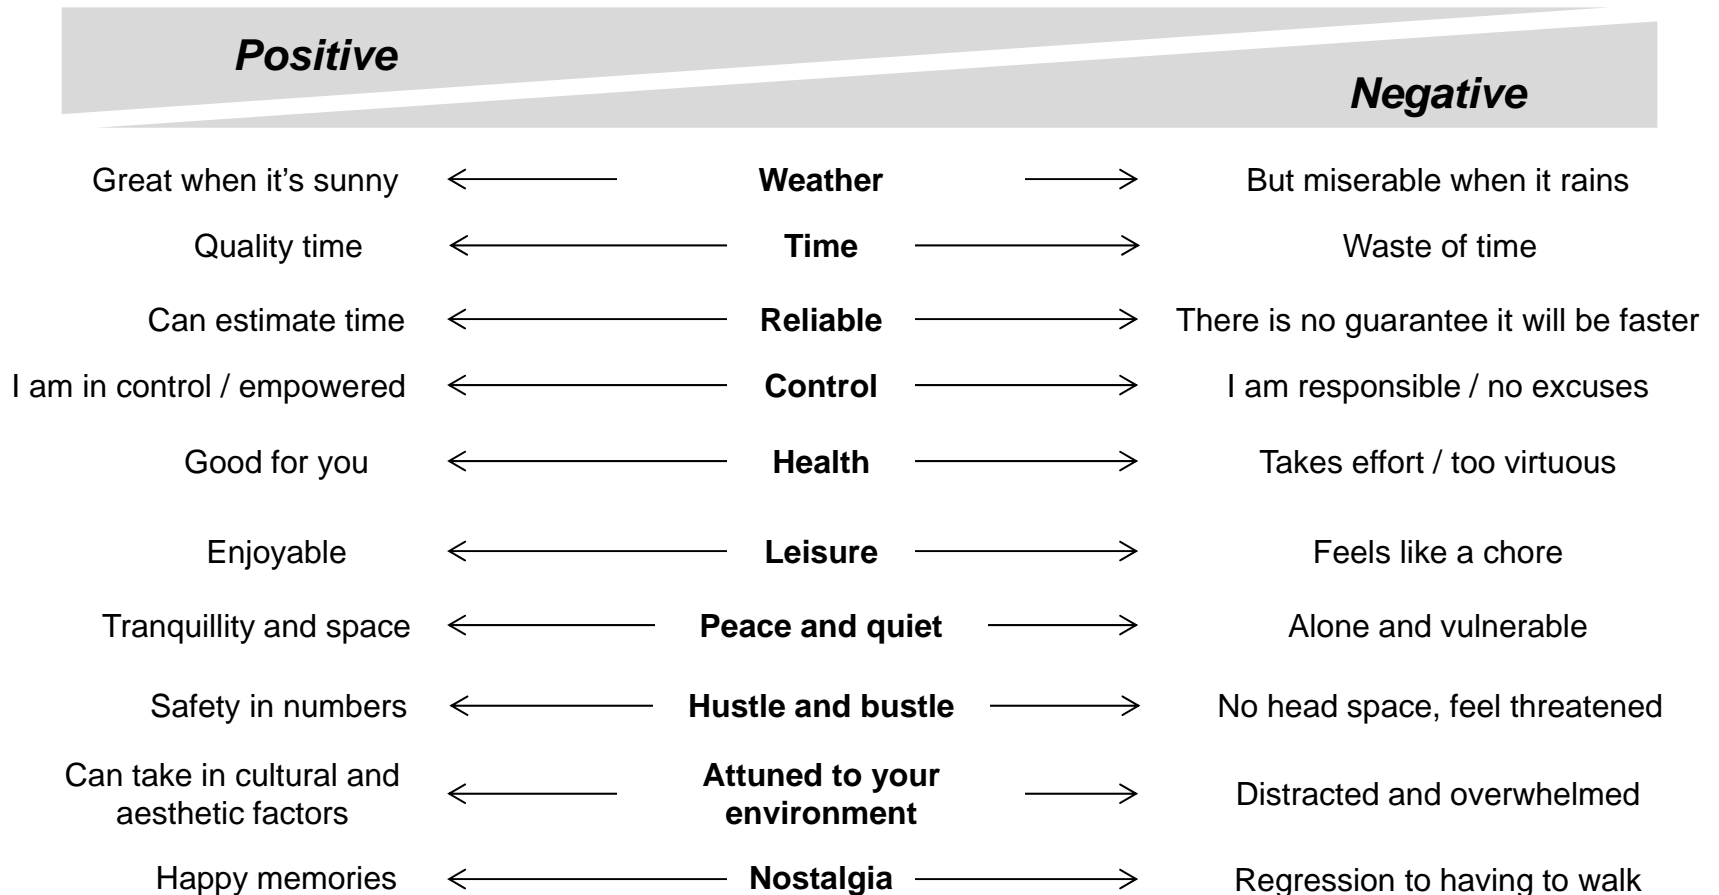 Positive
Negative
Great when it's sunny Weather But miserable when it rains
Quality time Time Waste of time
Can estimate time Reliable There is no guarantee it will be faster
I am in control / empowered Control I am responsible / no excuses
Good for you Health Takes effort / too virtuous
Enjoyable Leisure Feels like a chore
Tranquillity and space Peace and quiet Alone and vulnerable
Safety in numbers Hustle and bustle No head space, feel threatened
Can take in cultural and
aesthetic factors
Attuned to your
environment
Distracted and overwhelmed
Happy memories Nostalgia Regression to having to walk